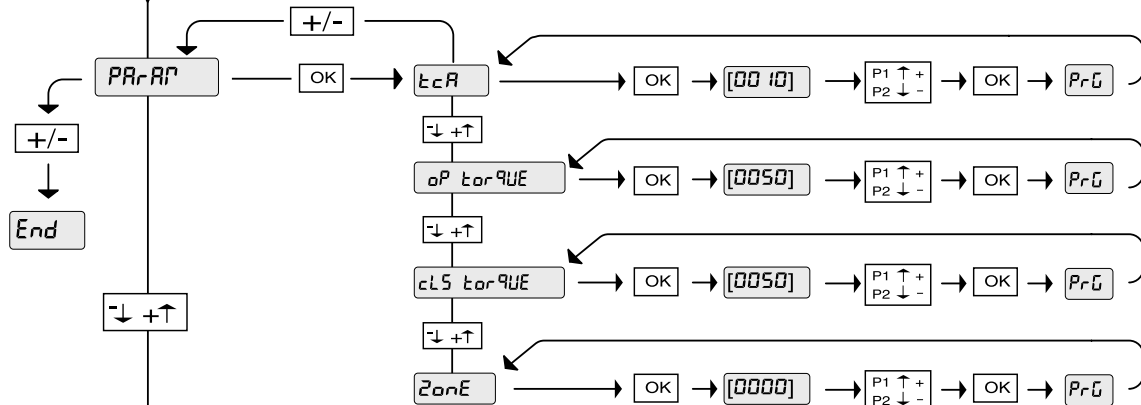 +/-
PArAM
OK
tcA
OK
[0010]
P1 ↑ +
P2 ↓ -
OK
PrG
+/-
-↓ +↑
oP torqUE
OK
[0050]
P1 ↑ +
P2 ↓ -
OK
PrG
End
-↓ +↑
cLS torqUE
OK
[0050]
P1 ↑ +
P2 ↓ -
OK
PrG
-↓ +↑
-↓ +↑
ZonE
OK
[0000]
P1 ↑ +
P2 ↓ -
OK
PrG